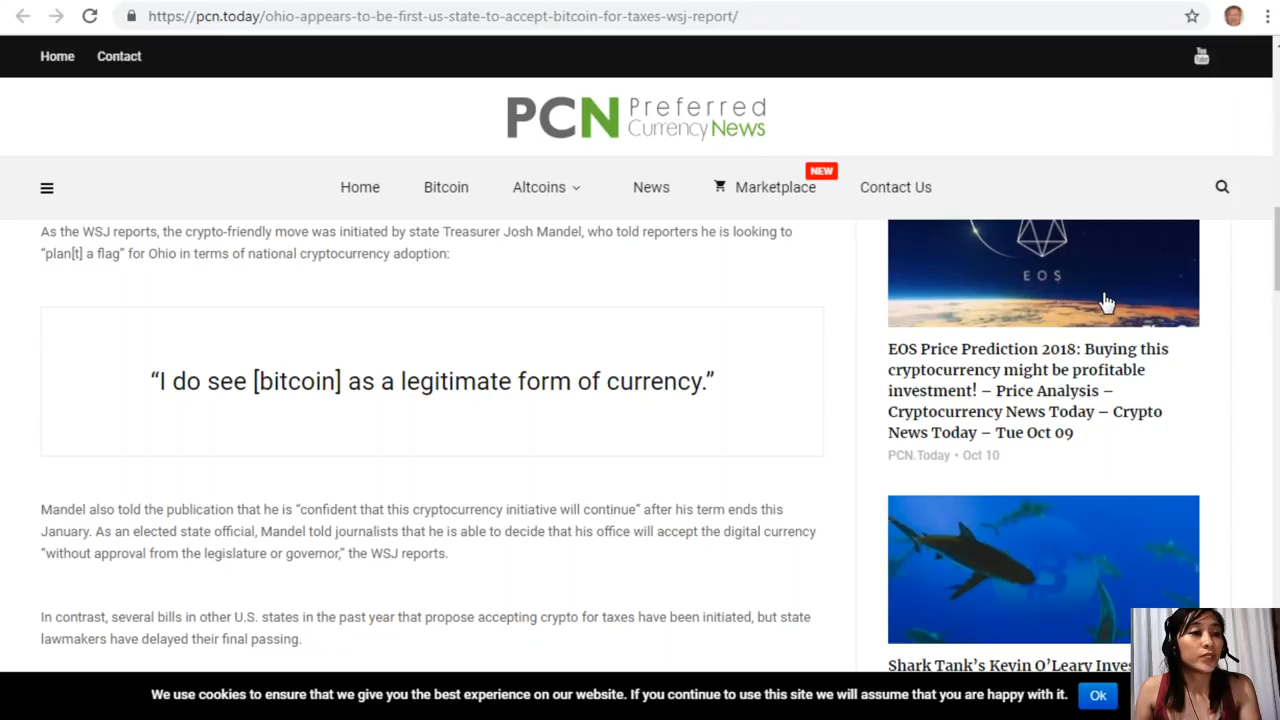 https://pcn.today/ohio-appears-to-be-first-us-state-to-accept-bitcoin-for-taxes-wsj-report/
Home Contact
You Tube
PCN Preferred
Currency News
Home Bitcoin Altcoins News Marketplace NEW Contact Us
As the WSJ reports, the crypto-friendly move was initiated by state Treasurer Josh Mandel, who told reporters he is looking to
“plan[t] a flag” for Ohio in terms of national cryptocurrency adoption:
“I do see [bitcoin] as a legitimate form of currency.”
Mandel also told the publication that he is “confident that this cryptocurrency initiative will continue” after his term ends this
January. As an elected state official, Mandel told journalists that he is able to decide that his office will accept the digital currency
“without approval from the legislature or governor,” the WSJ reports.
In contrast, several bills in other U.S. states in the past year that propose accepting crypto for taxes have been initiated, but state
lawmakers have delayed their final passing.
EOS
EOS Price Prediction 2018: Buying this
cryptocurrency might be profitable
investment! – Price Analysis –
Cryptocurrency News Today – Crypto
News Today – Tue Oct 09
PCN.Today • Oct 10
Shark Tank’s Kevin O’Leary
We use cookies to ensure that we give you the best experience on our website. If you continue to use this site we will assume that you are happy with it. Ok